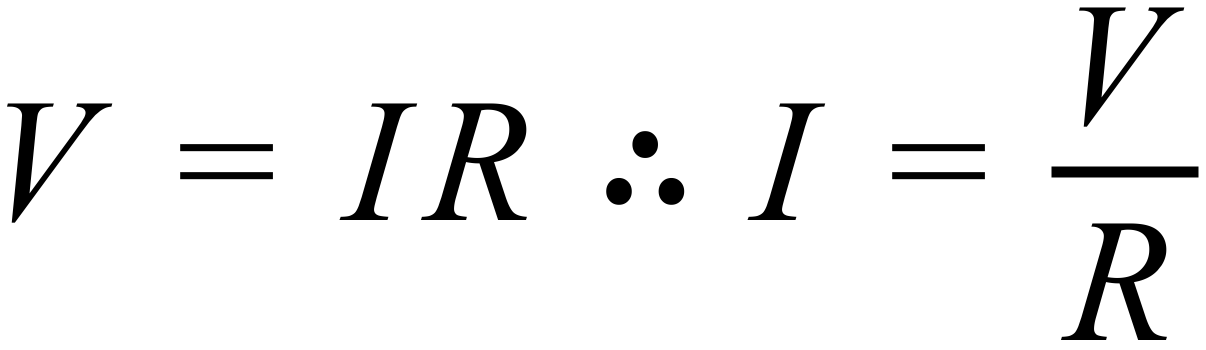 V = IR ∴ I = V/R